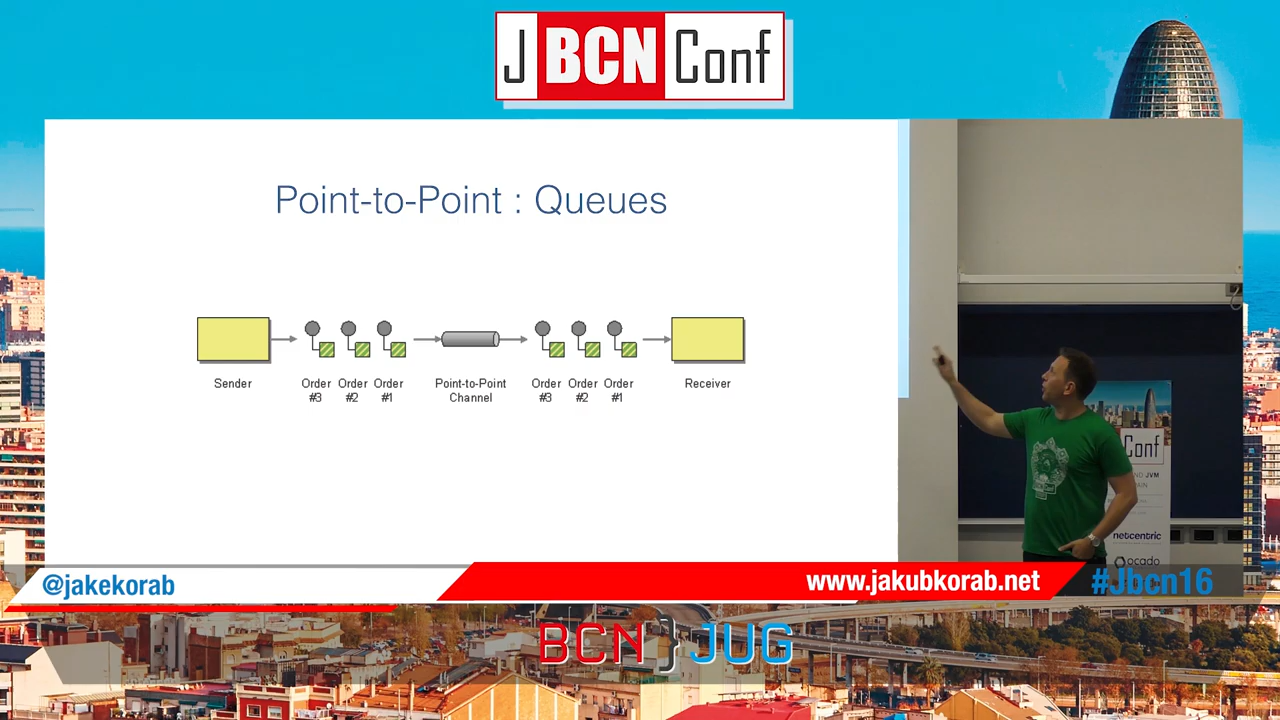 J BCN Conf
Point-to-Point : Queues
Sender
Order #3
Order #2
Order #1
Point-to-Point Channel
Order #3
Order #2
Order #1
Receiver
Conf
JVM
netcentric
ocado
@jakekorab
www.jakubkorab.net
#Jbcn16
BCN JUG